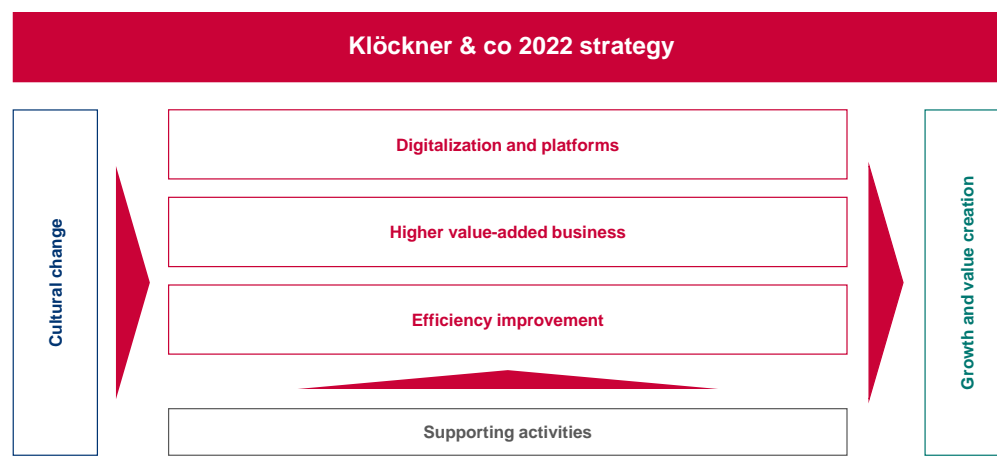 Klöckner & co 2022 strategy
Cultural change
Digitalization and platforms
Higher value-added business
Efficiency improvement
Supporting activities
Growth and value creation